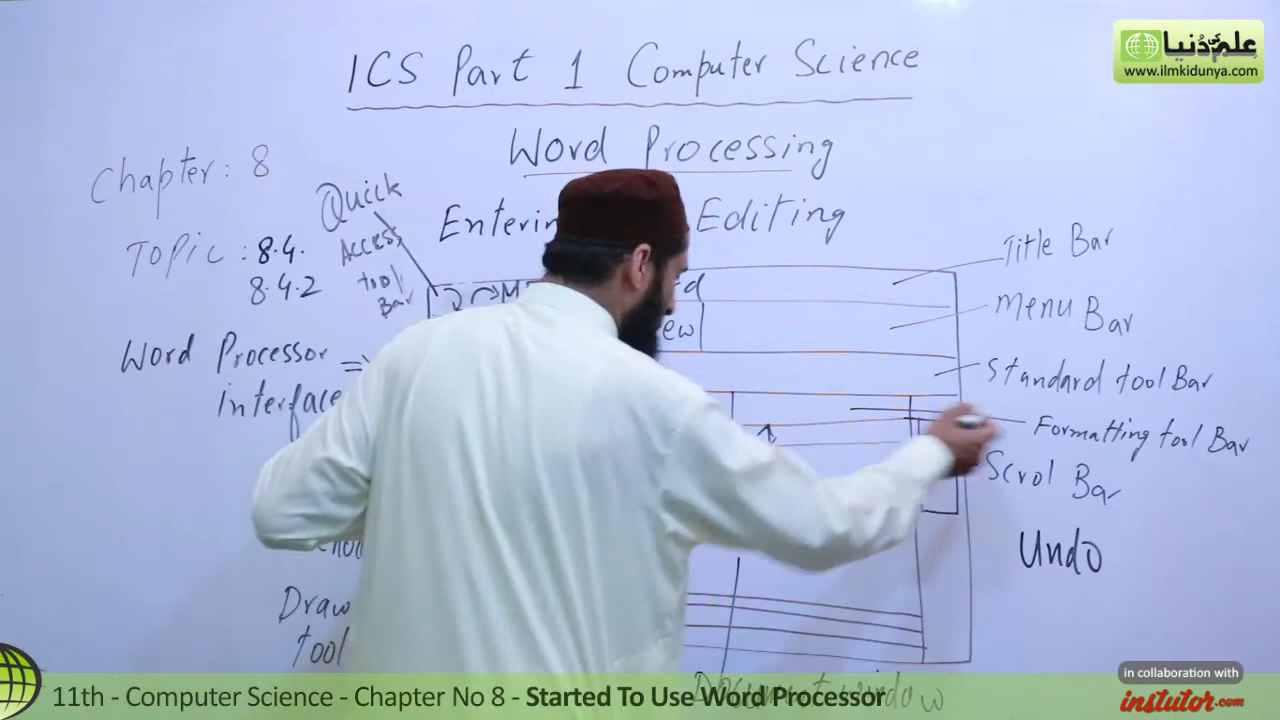 علم کی دنیا
www.ilmkidunya.com
ICS Part 1 Computer Science
Word Processing
Chapter: 8
Quick
Access
tool
Bar
Editing
Topic: 8.4.
8.4.2
Title Bar
Menu Bar
Word Processor
interface
Standard tool Bar
Formatting tool Bar
Scrol Bar
Undo
Draw
tool
Document window
in collaboration with
instutor.com
11th - Computer Science - Chapter No 8 - Started To Use Word Processor